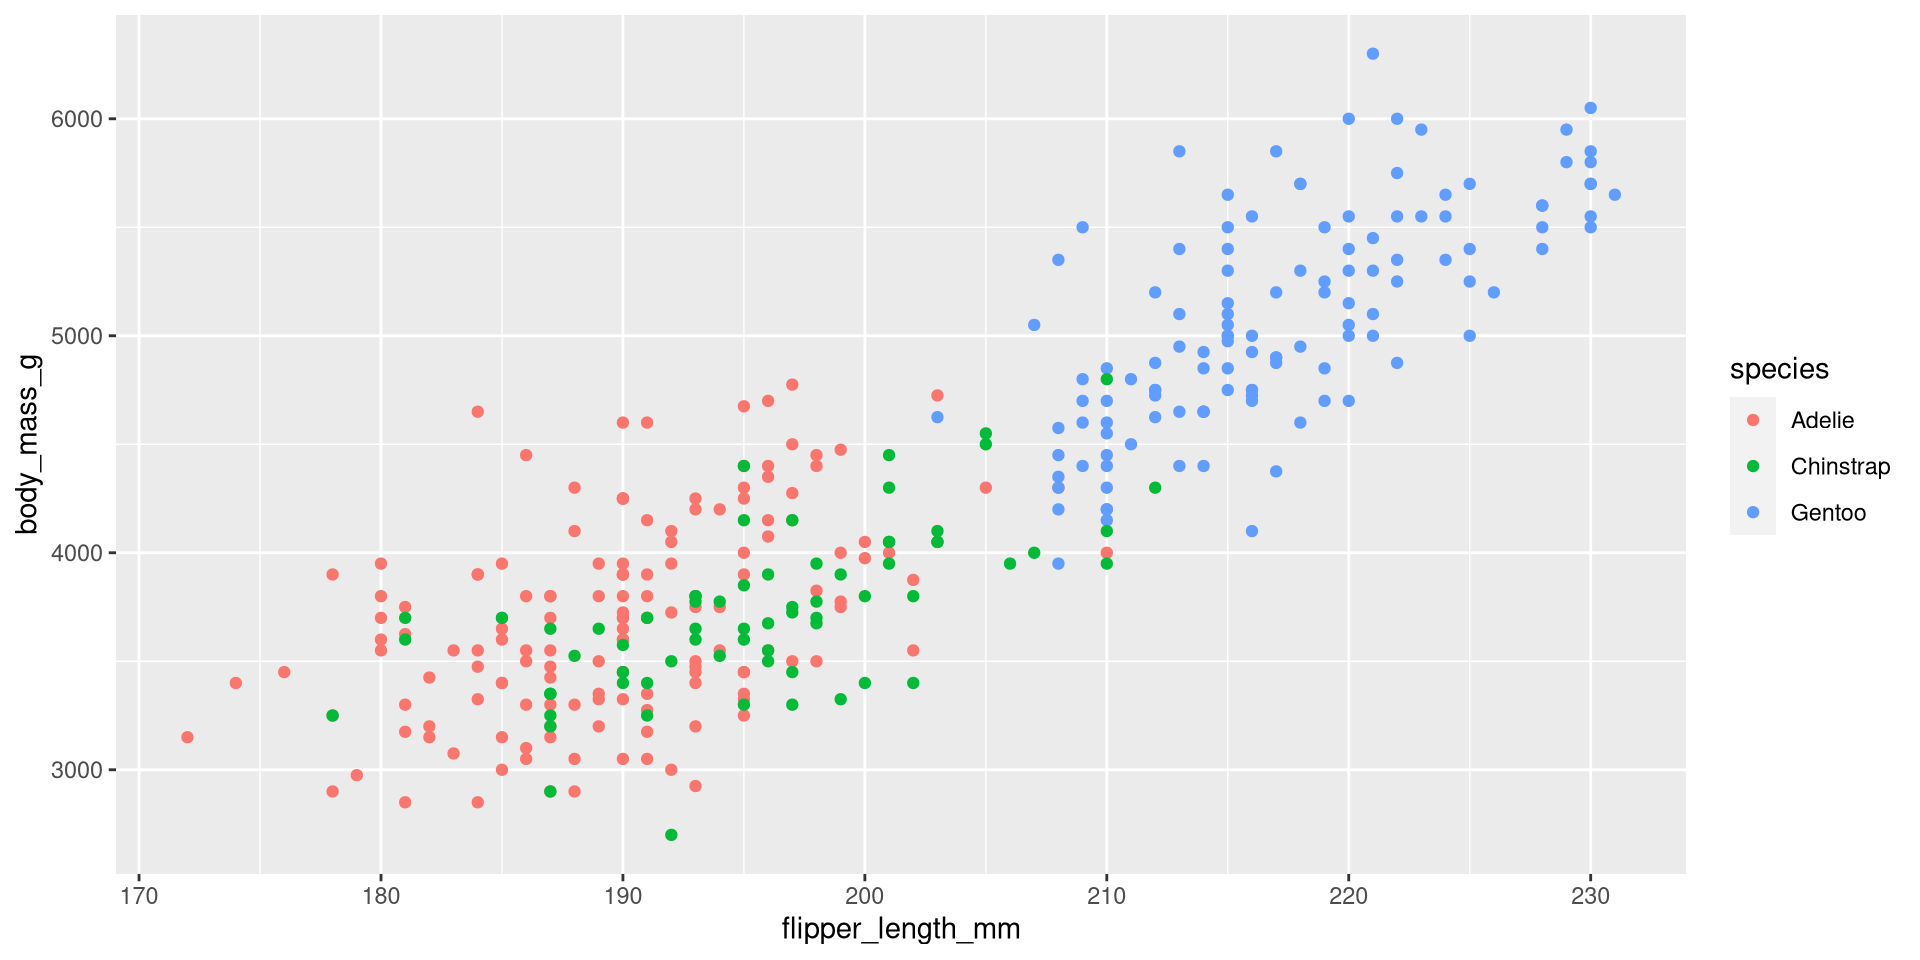 6000
5000
4000
3000
body_mass_g
170 180 190 200 210 220 230
flipper_length_mm
species
Adelie
Chinstrap
Gentoo